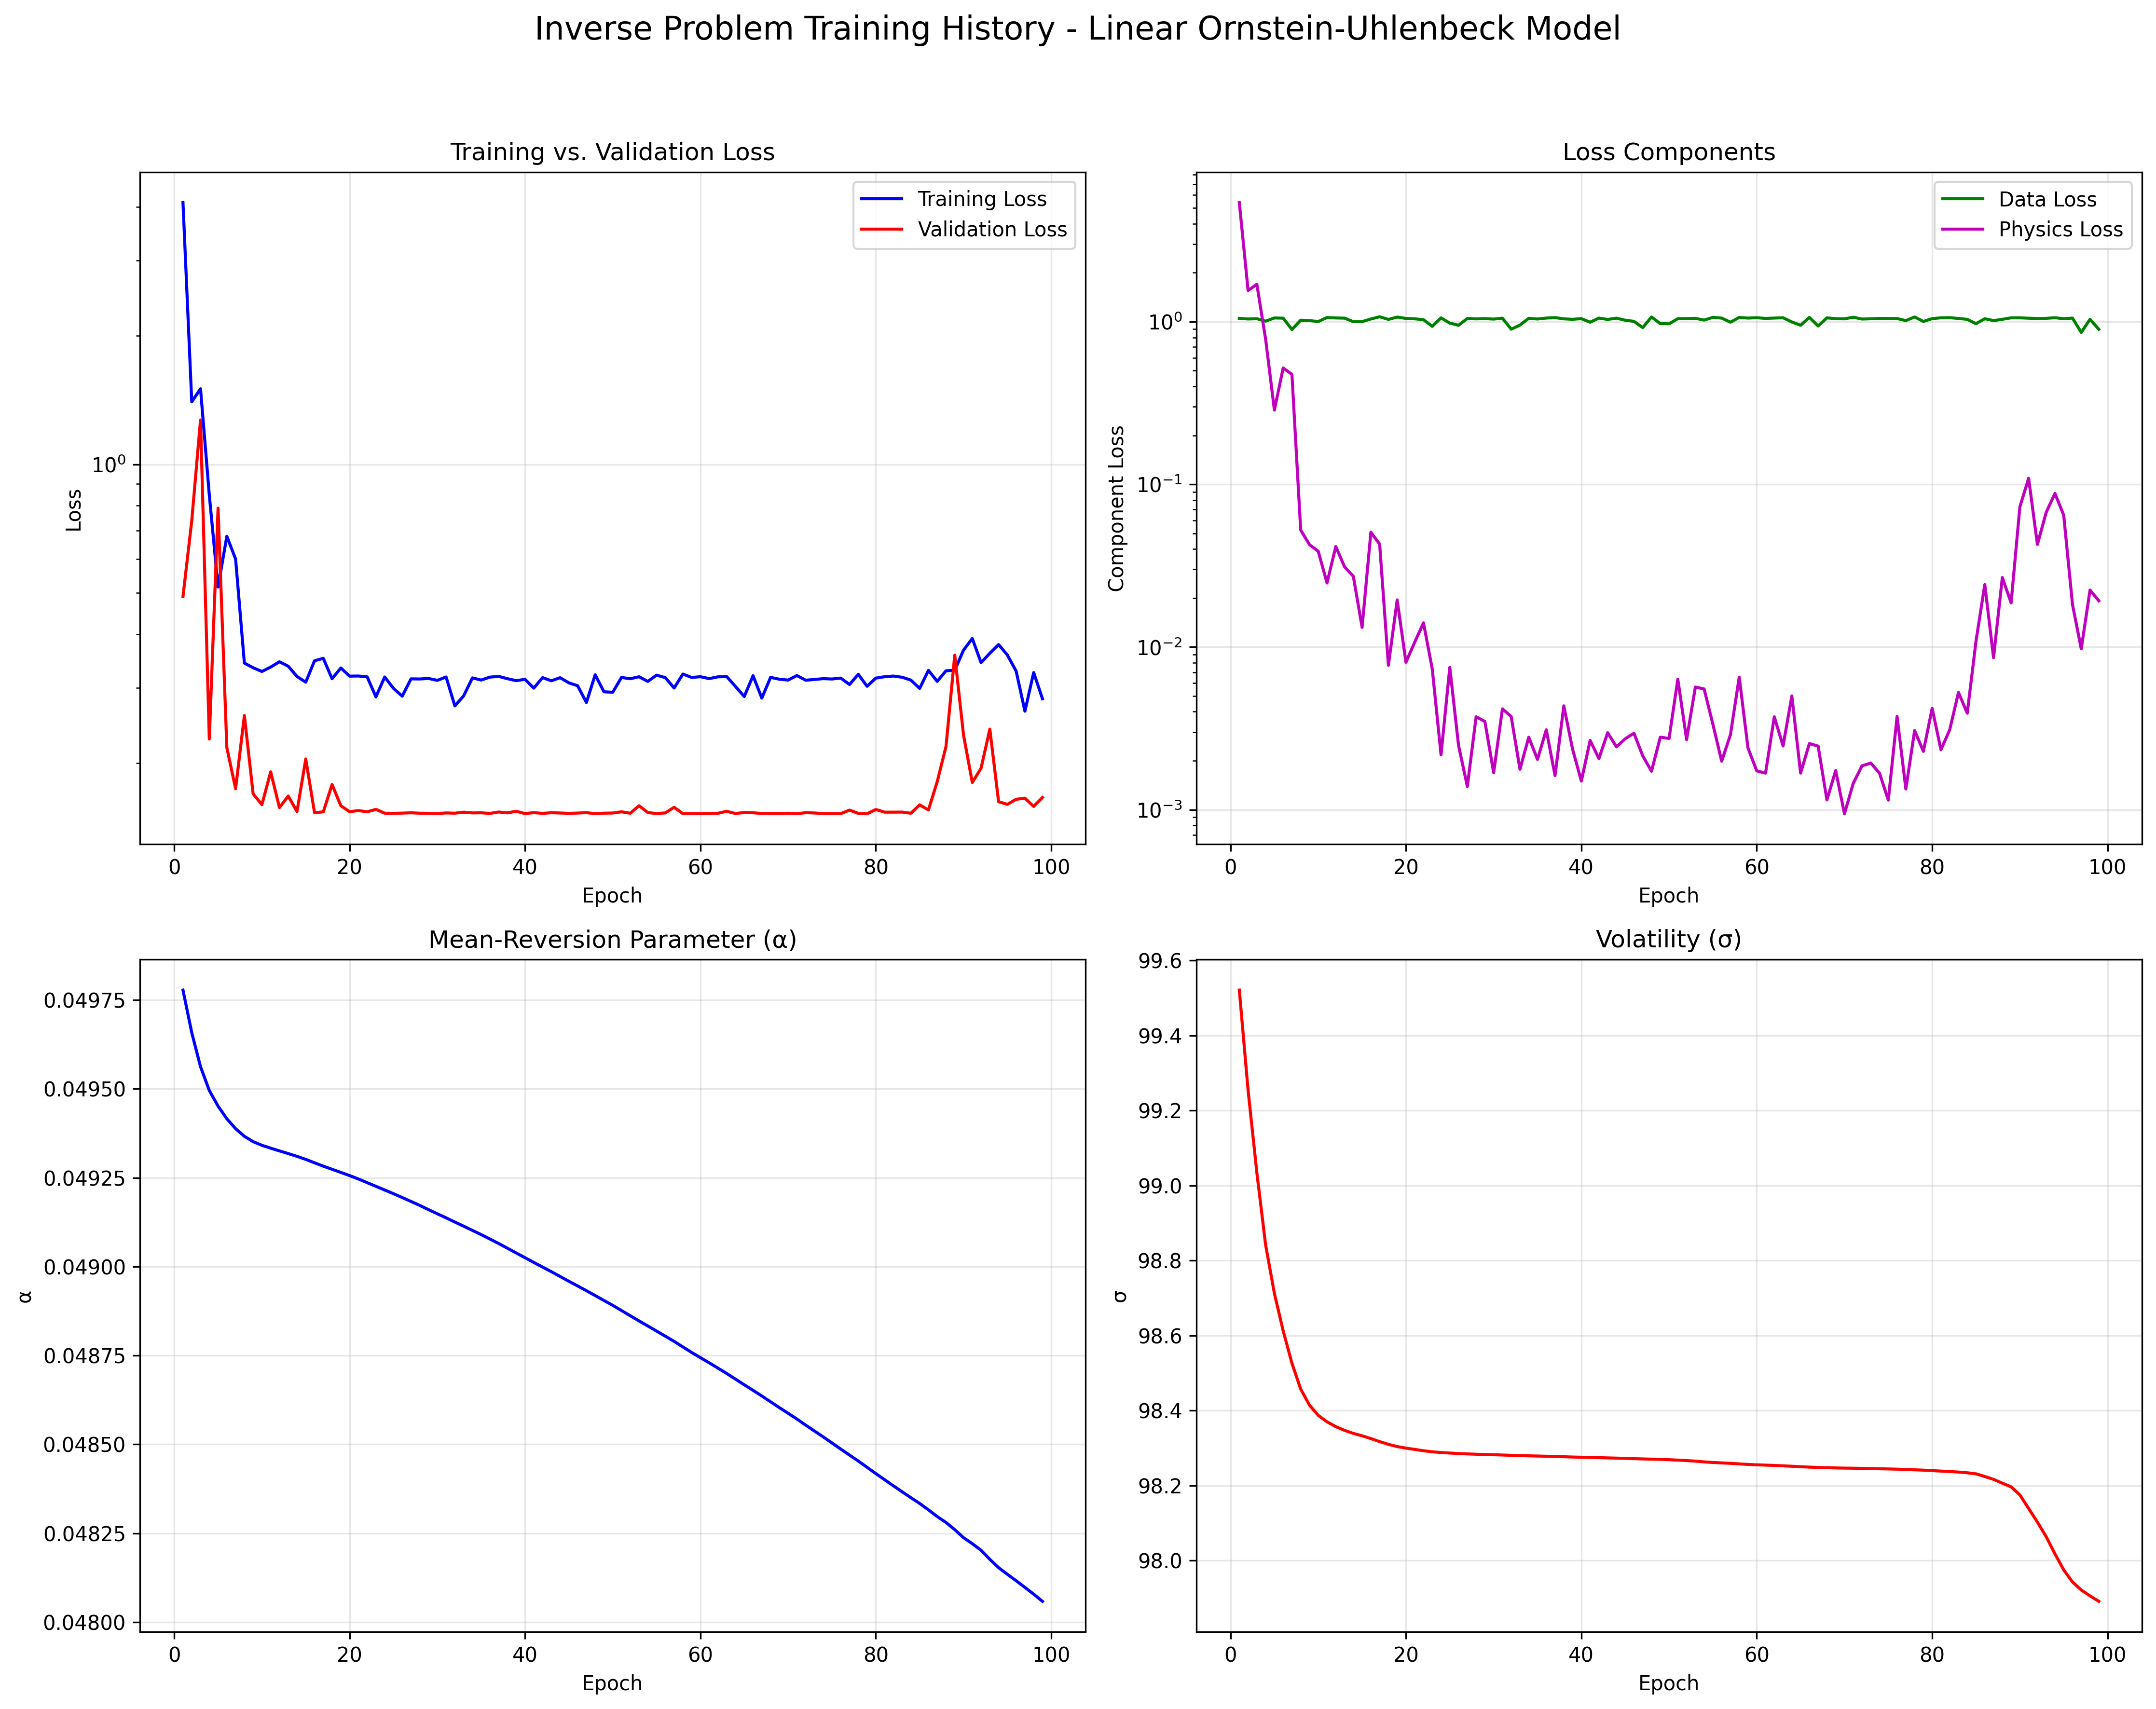 Inverse Problem Training History - Linear Ornstein-Uhlenbeck Model
Training vs. Validation Loss
Training Loss
Validation Loss
10⁰
Loss
0 20 40 60 80 100
Epoch
Loss Components
Data Loss
Physics Loss
10⁰
10⁻¹
10⁻²
10⁻³
Component Loss
0 20 40 60 80 100
Epoch
Mean-Reversion Parameter (α)
0.04975
0.04950
0.04925
0.04900
0.04875
0.04850
0.04825
0.04800
α
0 20 40 60 80 100
Epoch
Volatility (σ)
99.6
99.4
99.2
99.0
98.8
98.6
98.4
98.2
98.0
σ
0 20 40 60 80 100
Epoch